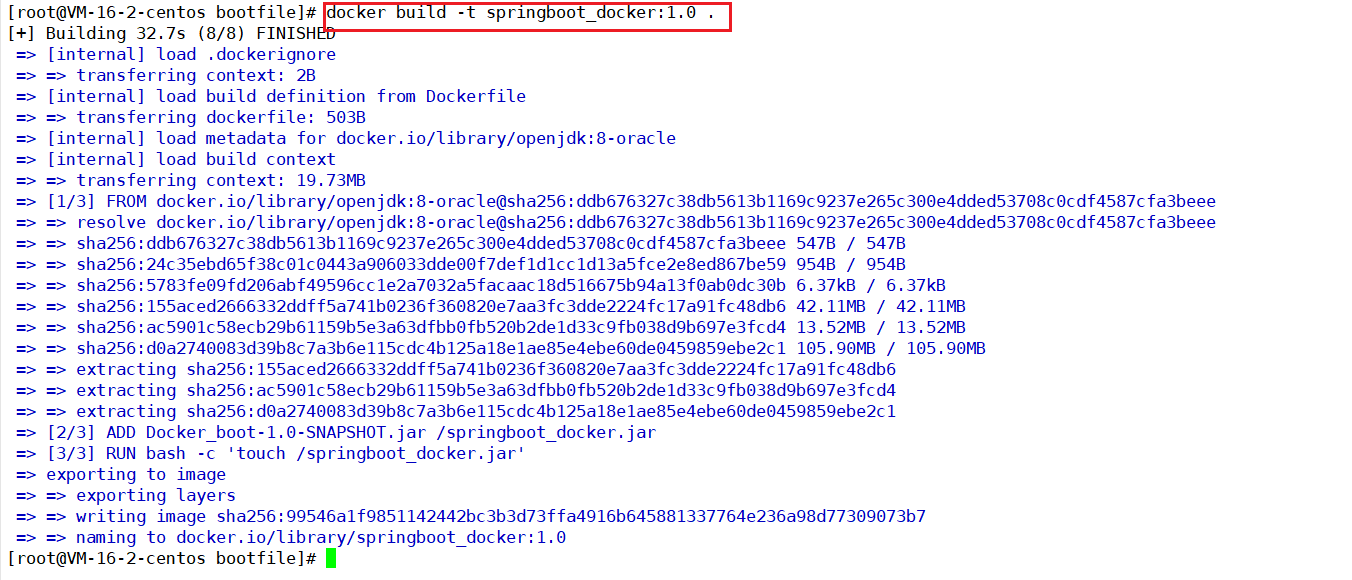 [root@VM-16-2-centos bootfile]# docker build -t springboot_docker:1.0 .
[+] Building 32.7s (8/8) FINISHED
=> [internal] load .dockerignore
=> => transferring context: 2B
=> [internal] load build definition from Dockerfile
=> => transferring dockerfile: 503B
=> [internal] load metadata for docker.io/library/openjdk:8-oracle
=> [internal] load build context
=> => transferring context: 19.73MB
=> [1/3] FROM docker.io/library/openjdk:8-oracle@sha256:ddb676327c38db5613b1169c9237e265c300e4dded53708c0cdf4587cfa3beee
=> => resolve docker.io/library/openjdk:8-oracle@sha256:ddb676327c38db5613b1169c9237e265c300e4dded53708c0cdf4587cfa3beee
=> => sha256:ddb676327c38db5613b1169c9237e265c300e4dded53708c0cdf4587cfa3beee 547B / 547B
=> => sha256:24c35ebd65f38c01c0443a906033dde00f7def1d1cc1d13a5fce2e8ed867be59 954B / 954B
=> => sha256:5783fe09fd206abf49596cc1e2a7032a5facaac18d516675b94a13f0ab0dc30b 6.37kB / 6.37kB
=> => sha256:155aced2666332ddff5a741b0236f360820e7aa3fc3dde2224fc17a91fc48db6 42.11MB / 42.11MB
=> => sha256:ac5901c58ecb29b61159b5e3a63dfbb0fb520b2de1d33c9fb038d9b697e3fcd4 13.52MB / 13.52MB
=> => sha256:d0a2740083d39b8c7a3b6e115cdc4b125a18e1ae85e4ebe60de0459859ebe2c1 105.90MB / 105.90MB
=> => extracting sha256:155aced2666332ddff5a741b0236f360820e7aa3fc3dde2224fc17a91fc48db6
=> => extracting sha256:ac5901c58ecb29b61159b5e3a63dfbb0fb520b2de1d33c9fb038d9b697e3fcd4
=> => extracting sha256:d0a2740083d39b8c7a3b6e115cdc4b125a18e1ae85e4ebe60de0459859ebe2c1
=> [2/3] ADD Docker_boot-1.0-SNAPSHOT.jar /springboot_docker.jar
=> [3/3] RUN bash -c 'touch /springboot_docker.jar'
=> exporting to image
=> => exporting layers
=> => writing image sha256:99546a1f9851142442bc3b3d73ffa4916b645881337764e236a98d77309073b7
=> => naming to docker.io/library/springboot_docker:1.0
[root@VM-16-2-centos bootfile]#